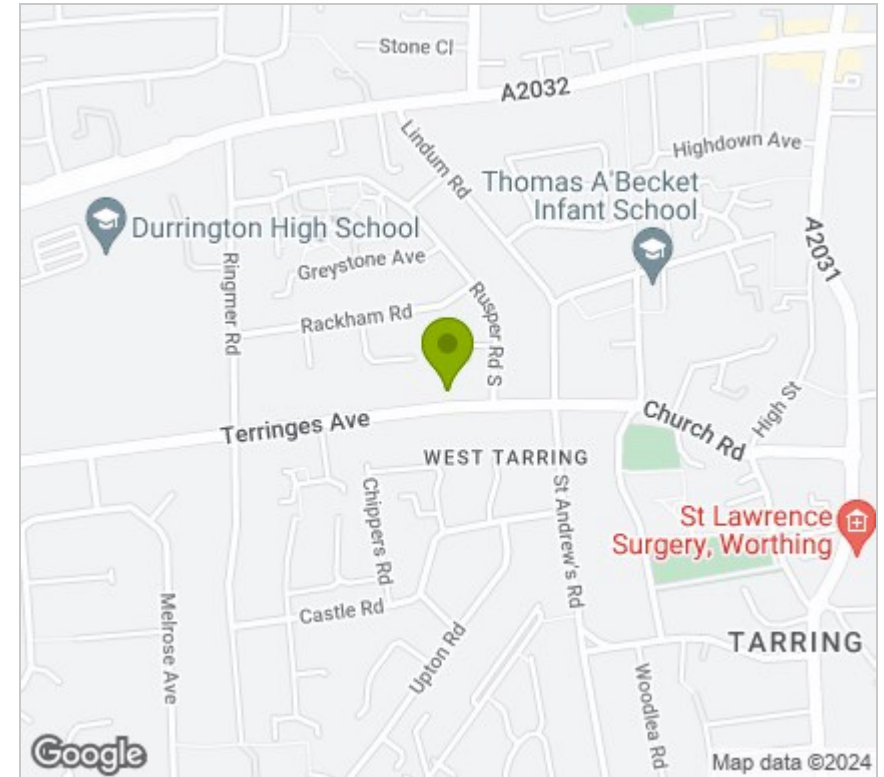 Stone Cl
A2032
Lindum Rd
Highdown Ave
Thomas A'Becket
Infant School
Durrington High School
A2031
Greystone Ave
Ringmer Rd
Rusper Rd S
Rackham Rd
High St
Church Rd
Terringes Ave
WEST TARRING
Chippers Rd
St Andrew's Rd
St Lawrence
Surgery, Worthing
Melrose Ave
Castle Rd
Upton Rd
TARRING
Woodlea Rd
Google
Map data ©2024